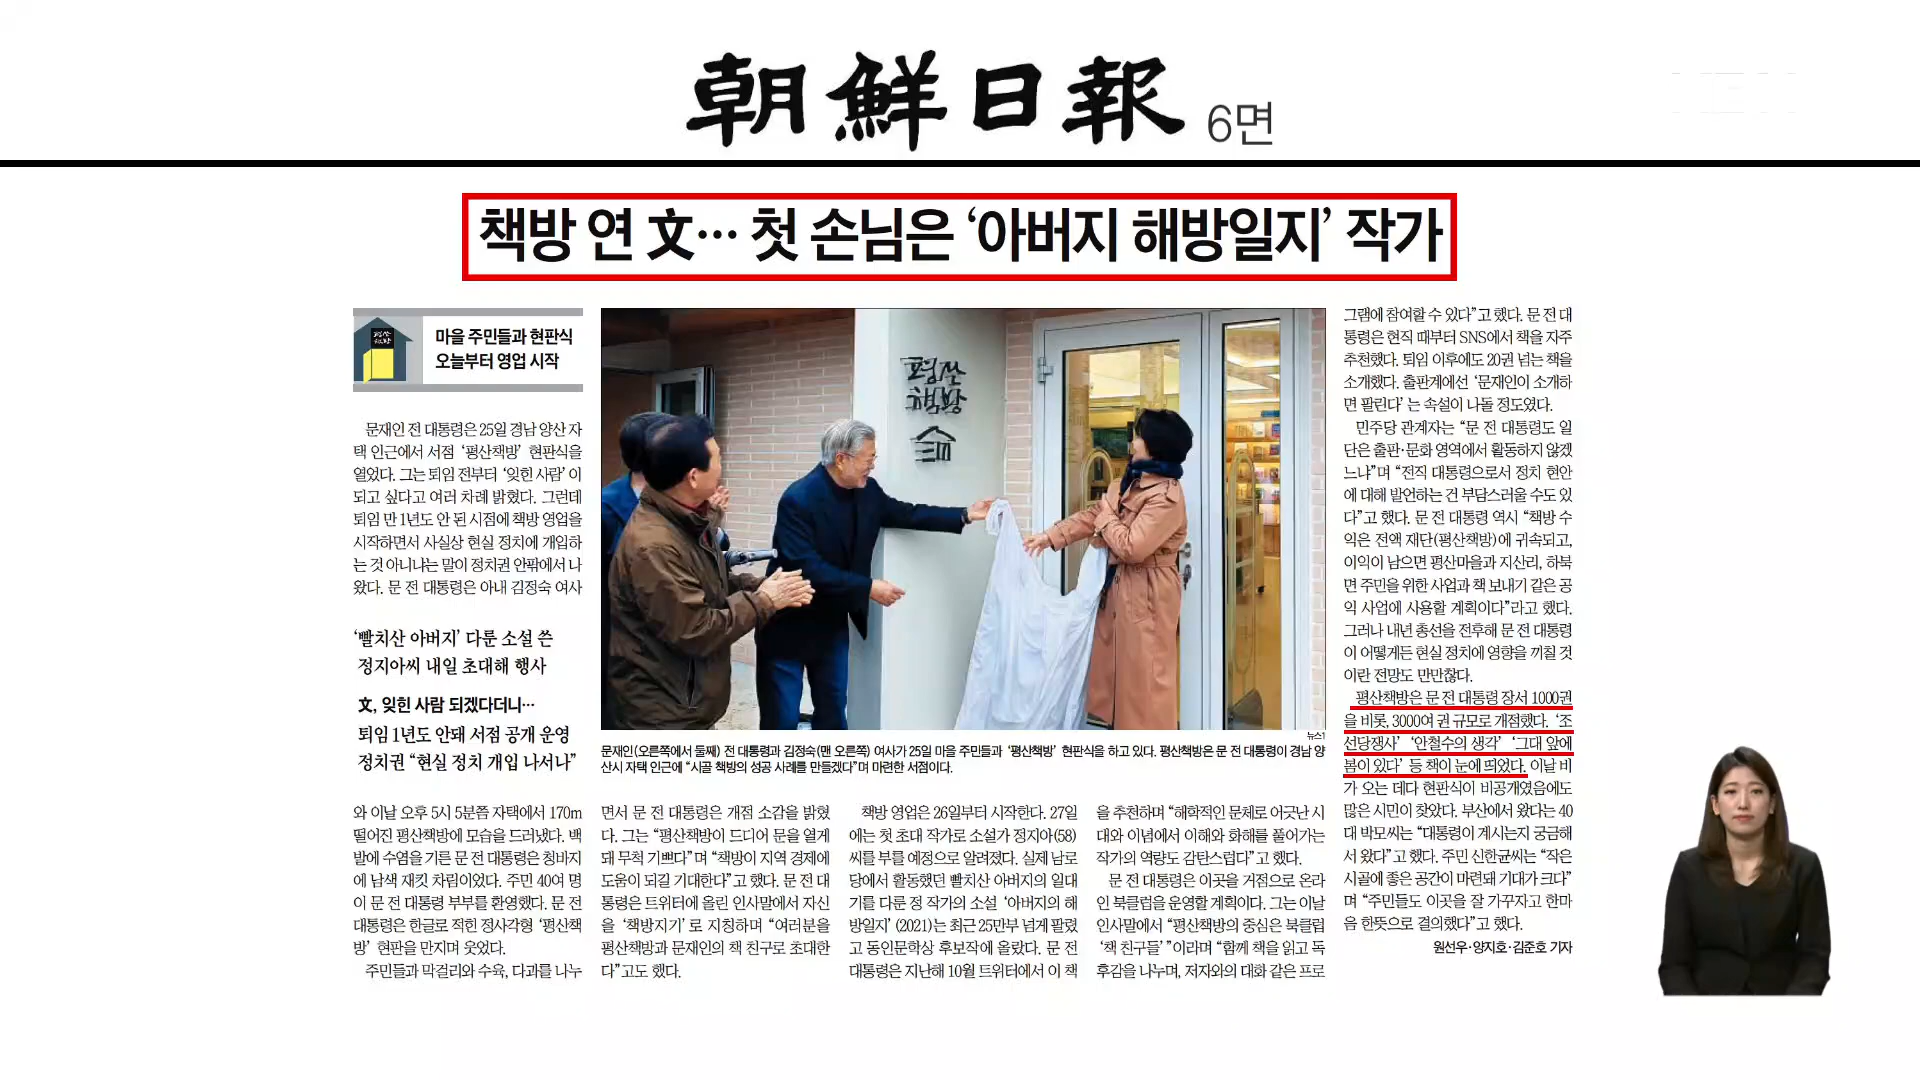 朝鮮日報 6면
책방 연 文… 첫 손님은 ‘아버지 해방일지’ 작가
마을 주민들과 현판식
오늘부터 영업 시작
문재인 전 대통령은 25일 경남 양산 자
택 인근에서 서점 ‘평산책방’ 현판식을
열었다. 그는 퇴임 전부터 ‘잊힌 사람’이
되고 싶다고 여러 차례 밝혔다. 그런데
퇴임 만 1년도 안 된 시점에 책방 영업을
시작하면서 사실상 현실 정치에 개입하
는 것 아니냐는 말이 정치권 안팎에서 나
왔다. 문 전 대통령은 아내 김정숙 여사
‘빨치산 아버지’ 다룬 소설 쓴
정지아씨 내일 초대해 행사
文, 잊힌 사람 되겠다더니…
퇴임 1년도 안돼 서점 공개 운영
정치권 “현실 정치 개입 나서나”
와 이날 오후 5시 5분쯤 자택에서 170m
떨어진 평산책방에 모습을 드러냈다. 백
발에 수염을 기른 문 전 대통령은 청바지
에 남색 재킷 차림이었다. 주민 40여 명
이 문 전 대통령 부부를 환영했다. 문 전
대통령은 한글로 적힌 정사각형 ‘평산책
방’ 현판을 만지며 웃었다.
주민들과 막걸리와 수육, 다과를 나누
평산
책방
뉴스1
문재인(오른쪽에서 둘째) 전 대통령과 김정숙(맨 오른쪽) 여사가 25일 마을 주민들과 ‘평산책방’ 현판식을 하고 있다. 평산책방은 문 전 대통령이 경남 양
산시 자택 인근에 “시골 책방의 성공 사례를 만들겠다”며 마련한 서점이다.
면서 문 전 대통령은 개점 소감을 밝혔
다. 그는 “평산책방이 드디어 문을 열게
돼 무척 기쁘다”며 “책방이 지역 경제에
도움이 되길 기대한다”고 했다. 문 전 대
통령은 트위터에 올린 인사말에서 자신
을 ‘책방지기’로 지칭하며 “여러분을
평산책방과 문재인의 책 친구로 초대한
다”고도 했다.
책방 영업은 26일부터 시작한다. 27일
에는 첫 초대 작가로 소설가 정지아(58)
씨를 부를 예정으로 알려졌다. 실제 남로
당에서 활동했던 빨치산 아버지의 일대
기를 다룬 정 작가의 소설 ‘아버지의 해
방일지’(2021)는 최근 25만부 넘게 팔렸
고 동인문학상 후보작에 올랐다. 문 전
대통령은 지난해 10월 트위터에서 이 책
을 추천하며 “해학적인 문체로 어긋난 시
대와 이념에서 이해와 화해를 풀어가는
작가의 역량도 감탄스럽다”고 했다.
문 전 대통령은 이곳을 거점으로 온라
인 북클럽을 운영할 계획이다. 그는 이날
인사말에서 “평산책방의 중심은 북클럽
‘책 친구들’”이라며 “함께 책을 읽고 독
후감을 나누며, 저자와의 대화 같은 프로
그램에 참여할 수 있다”고 했다. 문 전 대
통령은 현직 때부터 SNS에서 책을 자주
추천했다. 퇴임 이후에도 20권 넘는 책을
소개했다. 출판계에선 ‘문재인이 소개하
면 팔린다’는 속설이 나돌 정도였다.
민주당 관계자는 “문 전 대통령도 일
단은 출판·문화 영역에서 활동하지 않겠
느냐”며 “전직 대통령으로서 정치 현안
에 대해 발언하는 건 부담스러울 수도 있
다”고 했다. 문 전 대통령 역시 “책방 수
익은 전액 재단(평산책방)에 귀속되고,
이익이 남으면 평산마을과 지산리, 하북
면 주민을 위한 사업과 책 보내기 같은 공
익 사업에 사용할 계획이다”라고 했다.
그러나 내년 총선을 전후해 문 전 대통령
이 어떻게든 현실 정치에 영향을 끼칠 것
이란 전망도 만만찮다.
평산책방은 문 전 대통령 장서 1000권
을 비롯, 3000여 권 규모로 개점했다. ‘조
선당쟁사’ ‘안철수의 생각’ ‘그대 앞에
봄이 있다’ 등 책이 눈에 띄었다. 이날 비
가 오는 데다 현판식이 비공개였음에도
많은 시민이 찾았다. 부산에서 왔다는 40
대 박모씨는 “대통령이 계시는지 궁금해
서 왔다”고 했다. 주민 신한균씨는 “작은
시골에 좋은 공간이 마련돼 기대가 크다”
며 “주민들도 이곳을 잘 가꾸자고 한마
음 한뜻으로 결의했다”고 했다.
원선우·양지호·김준호 기자